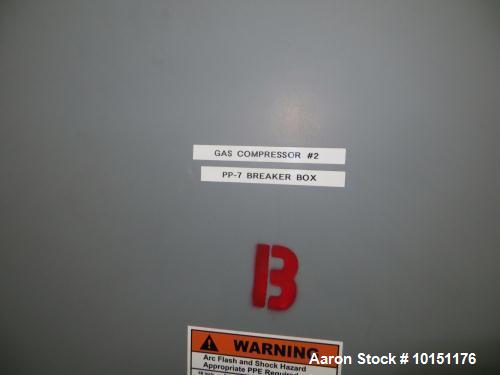 GAS COMPRESSOR #2
PP-7 BREAKER BOX
B
WARNING
Arc Flash and Shock Hazard
Appropriate PPE Required
Aaron Stock # 10151176